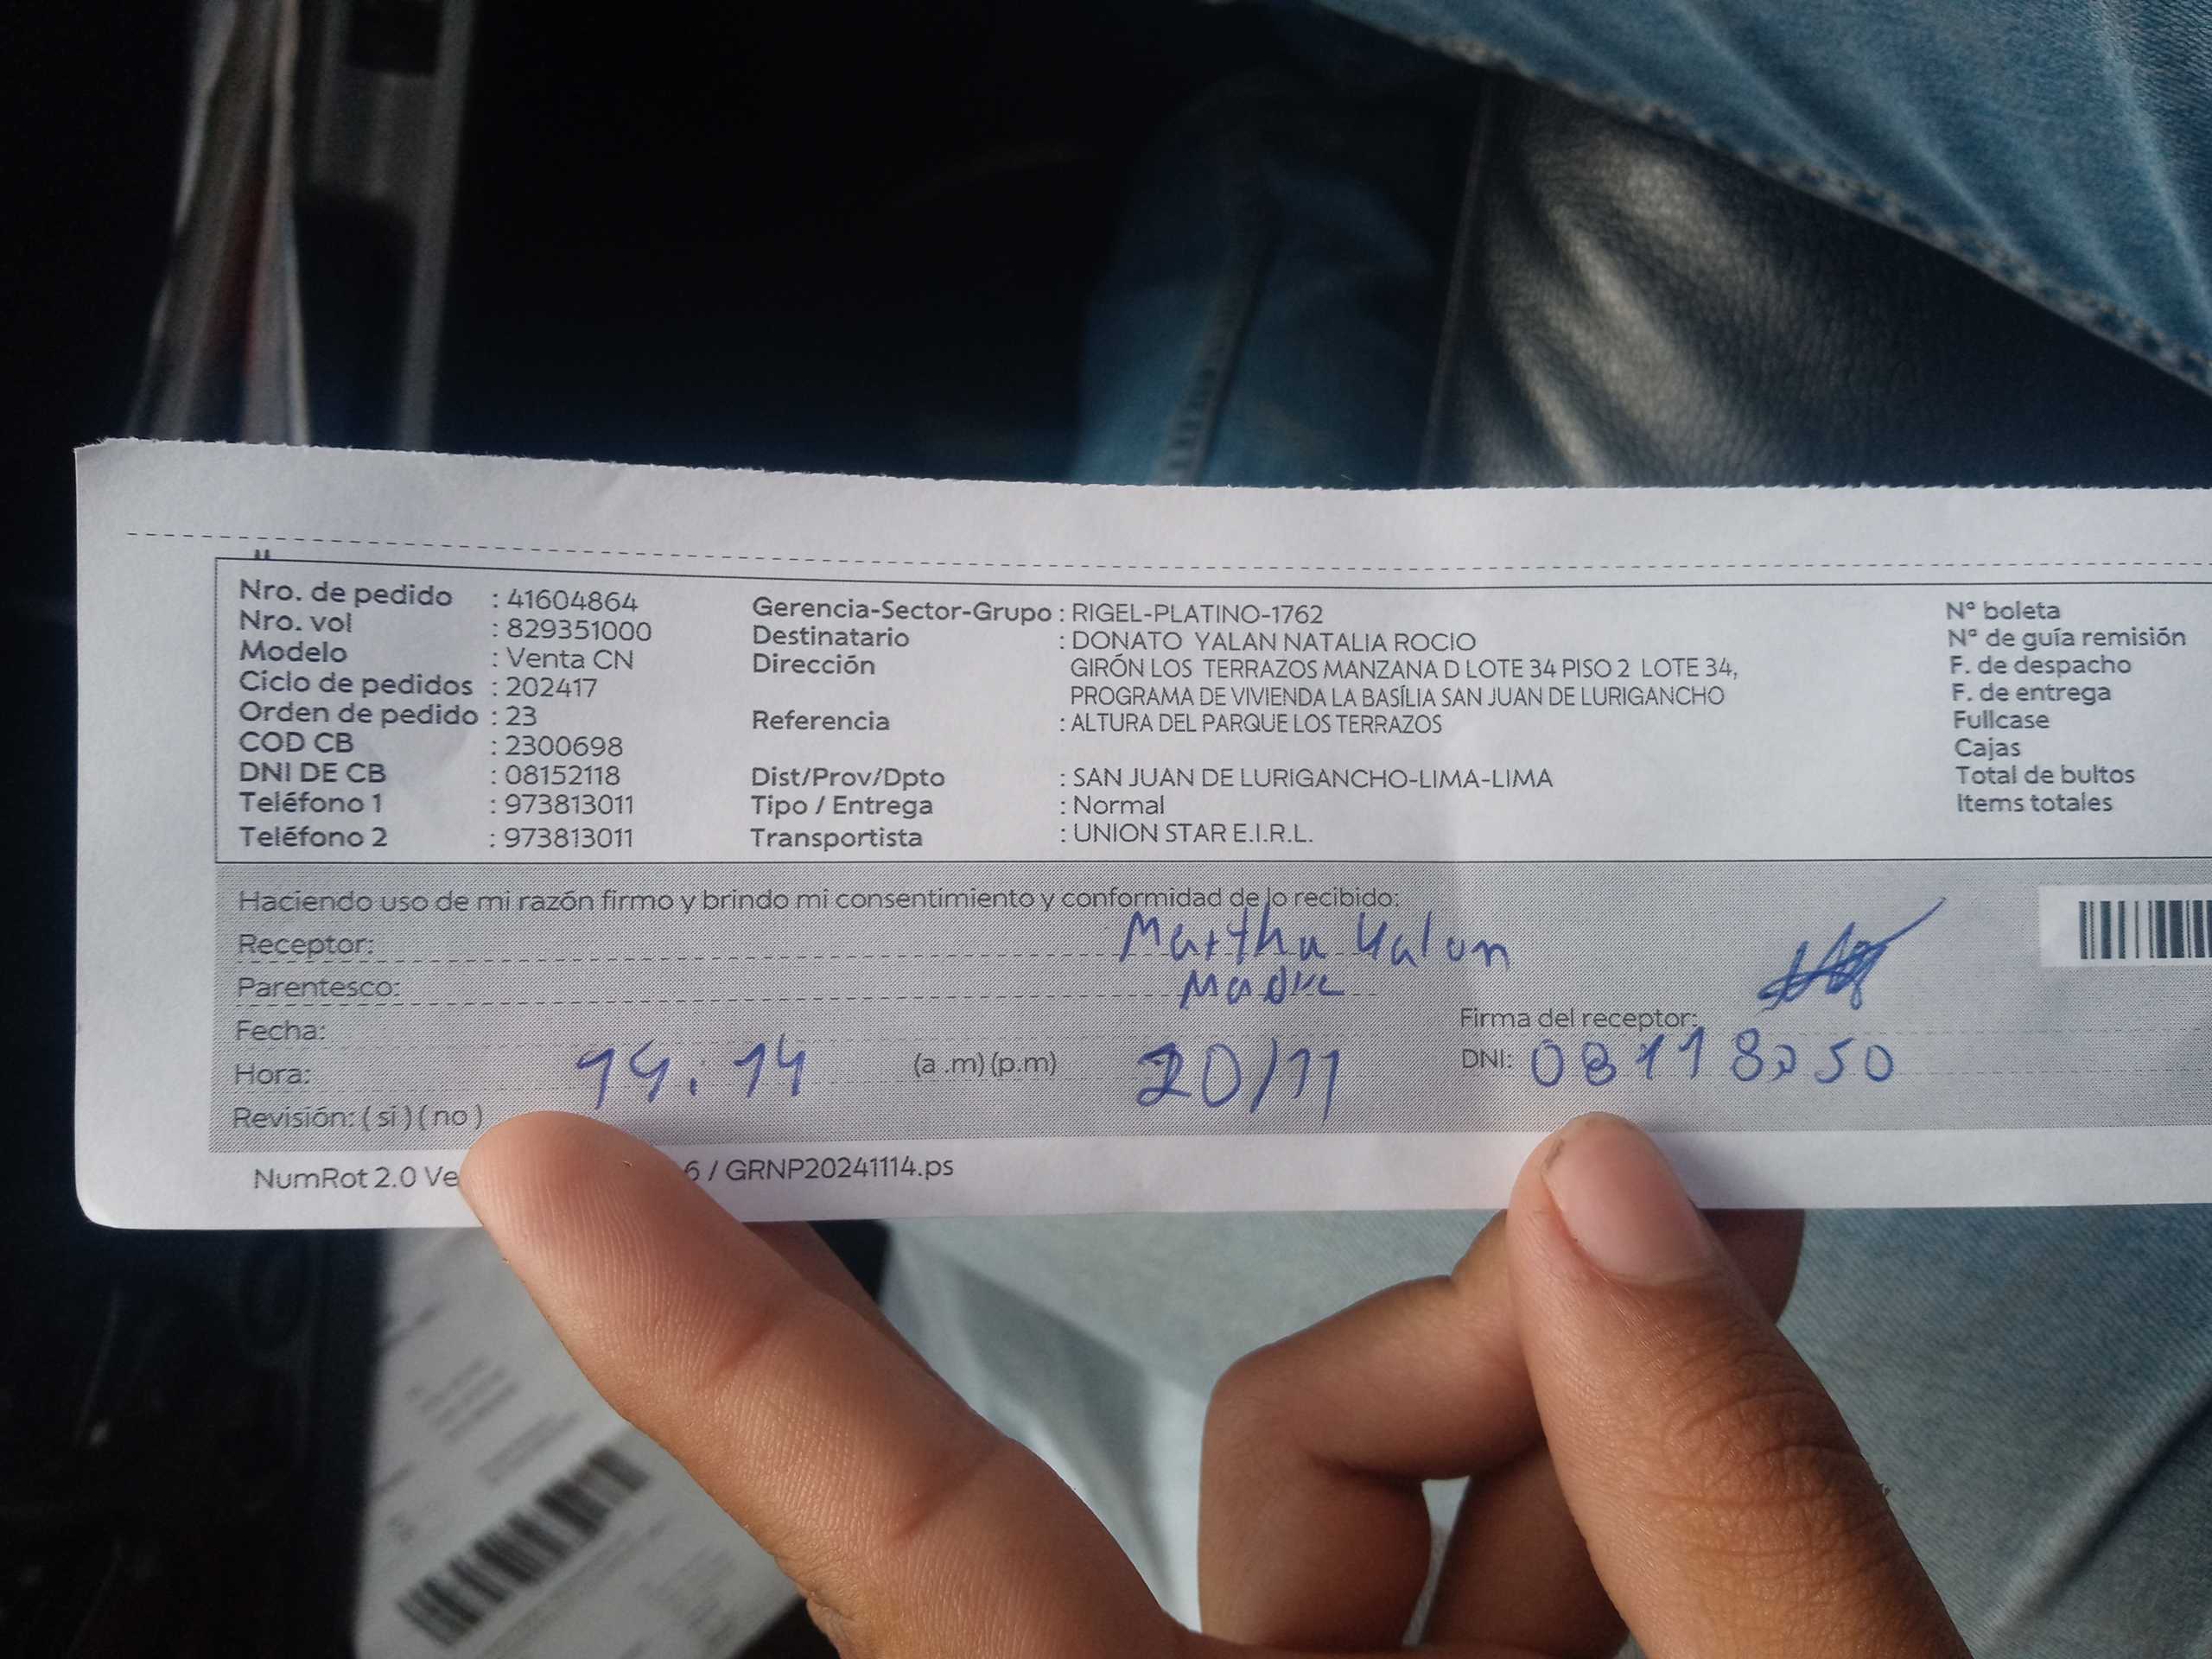 Nro. de pedido : 41604864
Nro. vol : 829351000
Modelo : Venta CN
Ciclo de pedidos : 202417
Orden de pedido : 23
COD CB : 2300698
DNI DE CB : 08152118
Teléfono 1 : 973813011
Teléfono 2 : 973813011
Gerencia-Sector-Grupo : RIGEL-PLATINO-1762
Destinatario : DONATO YALAN NATALIA ROCIO
Dirección GIRÓN LOS TERRAZOS MANZANA D LOTE 34 PISO 2 LOTE 34,
PROGRAMA DE VIVIENDA LA BASÍLIA SAN JUAN DE LURIGANCHO
Referencia : ALTURA DEL PARQUE LOS TERRAZOS
Dist/Prov/Dpto : SAN JUAN DE LURIGANCHO-LIMA-LIMA
Tipo / Entrega : Normal
Transportista : UNION STAR E.I.R.L.
Nº boleta
Nº de guía remisión
F. de despacho
F. de entrega
Fullcase
Cajas
Total de bultos
Items totales
Haciendo uso de mi razón firmo y brindo mi consentimiento y conformidad de lo recibido:
Receptor: Martha Yalan
Parentesco: Madre
Fecha:
Firma del receptor:
Hora: 14.14 (a .m) (p.m) 20/11 DNI:
Revisión: ( si ) ( no )
NumRot 2.0 Ve 6 / GRNP20241114.ps